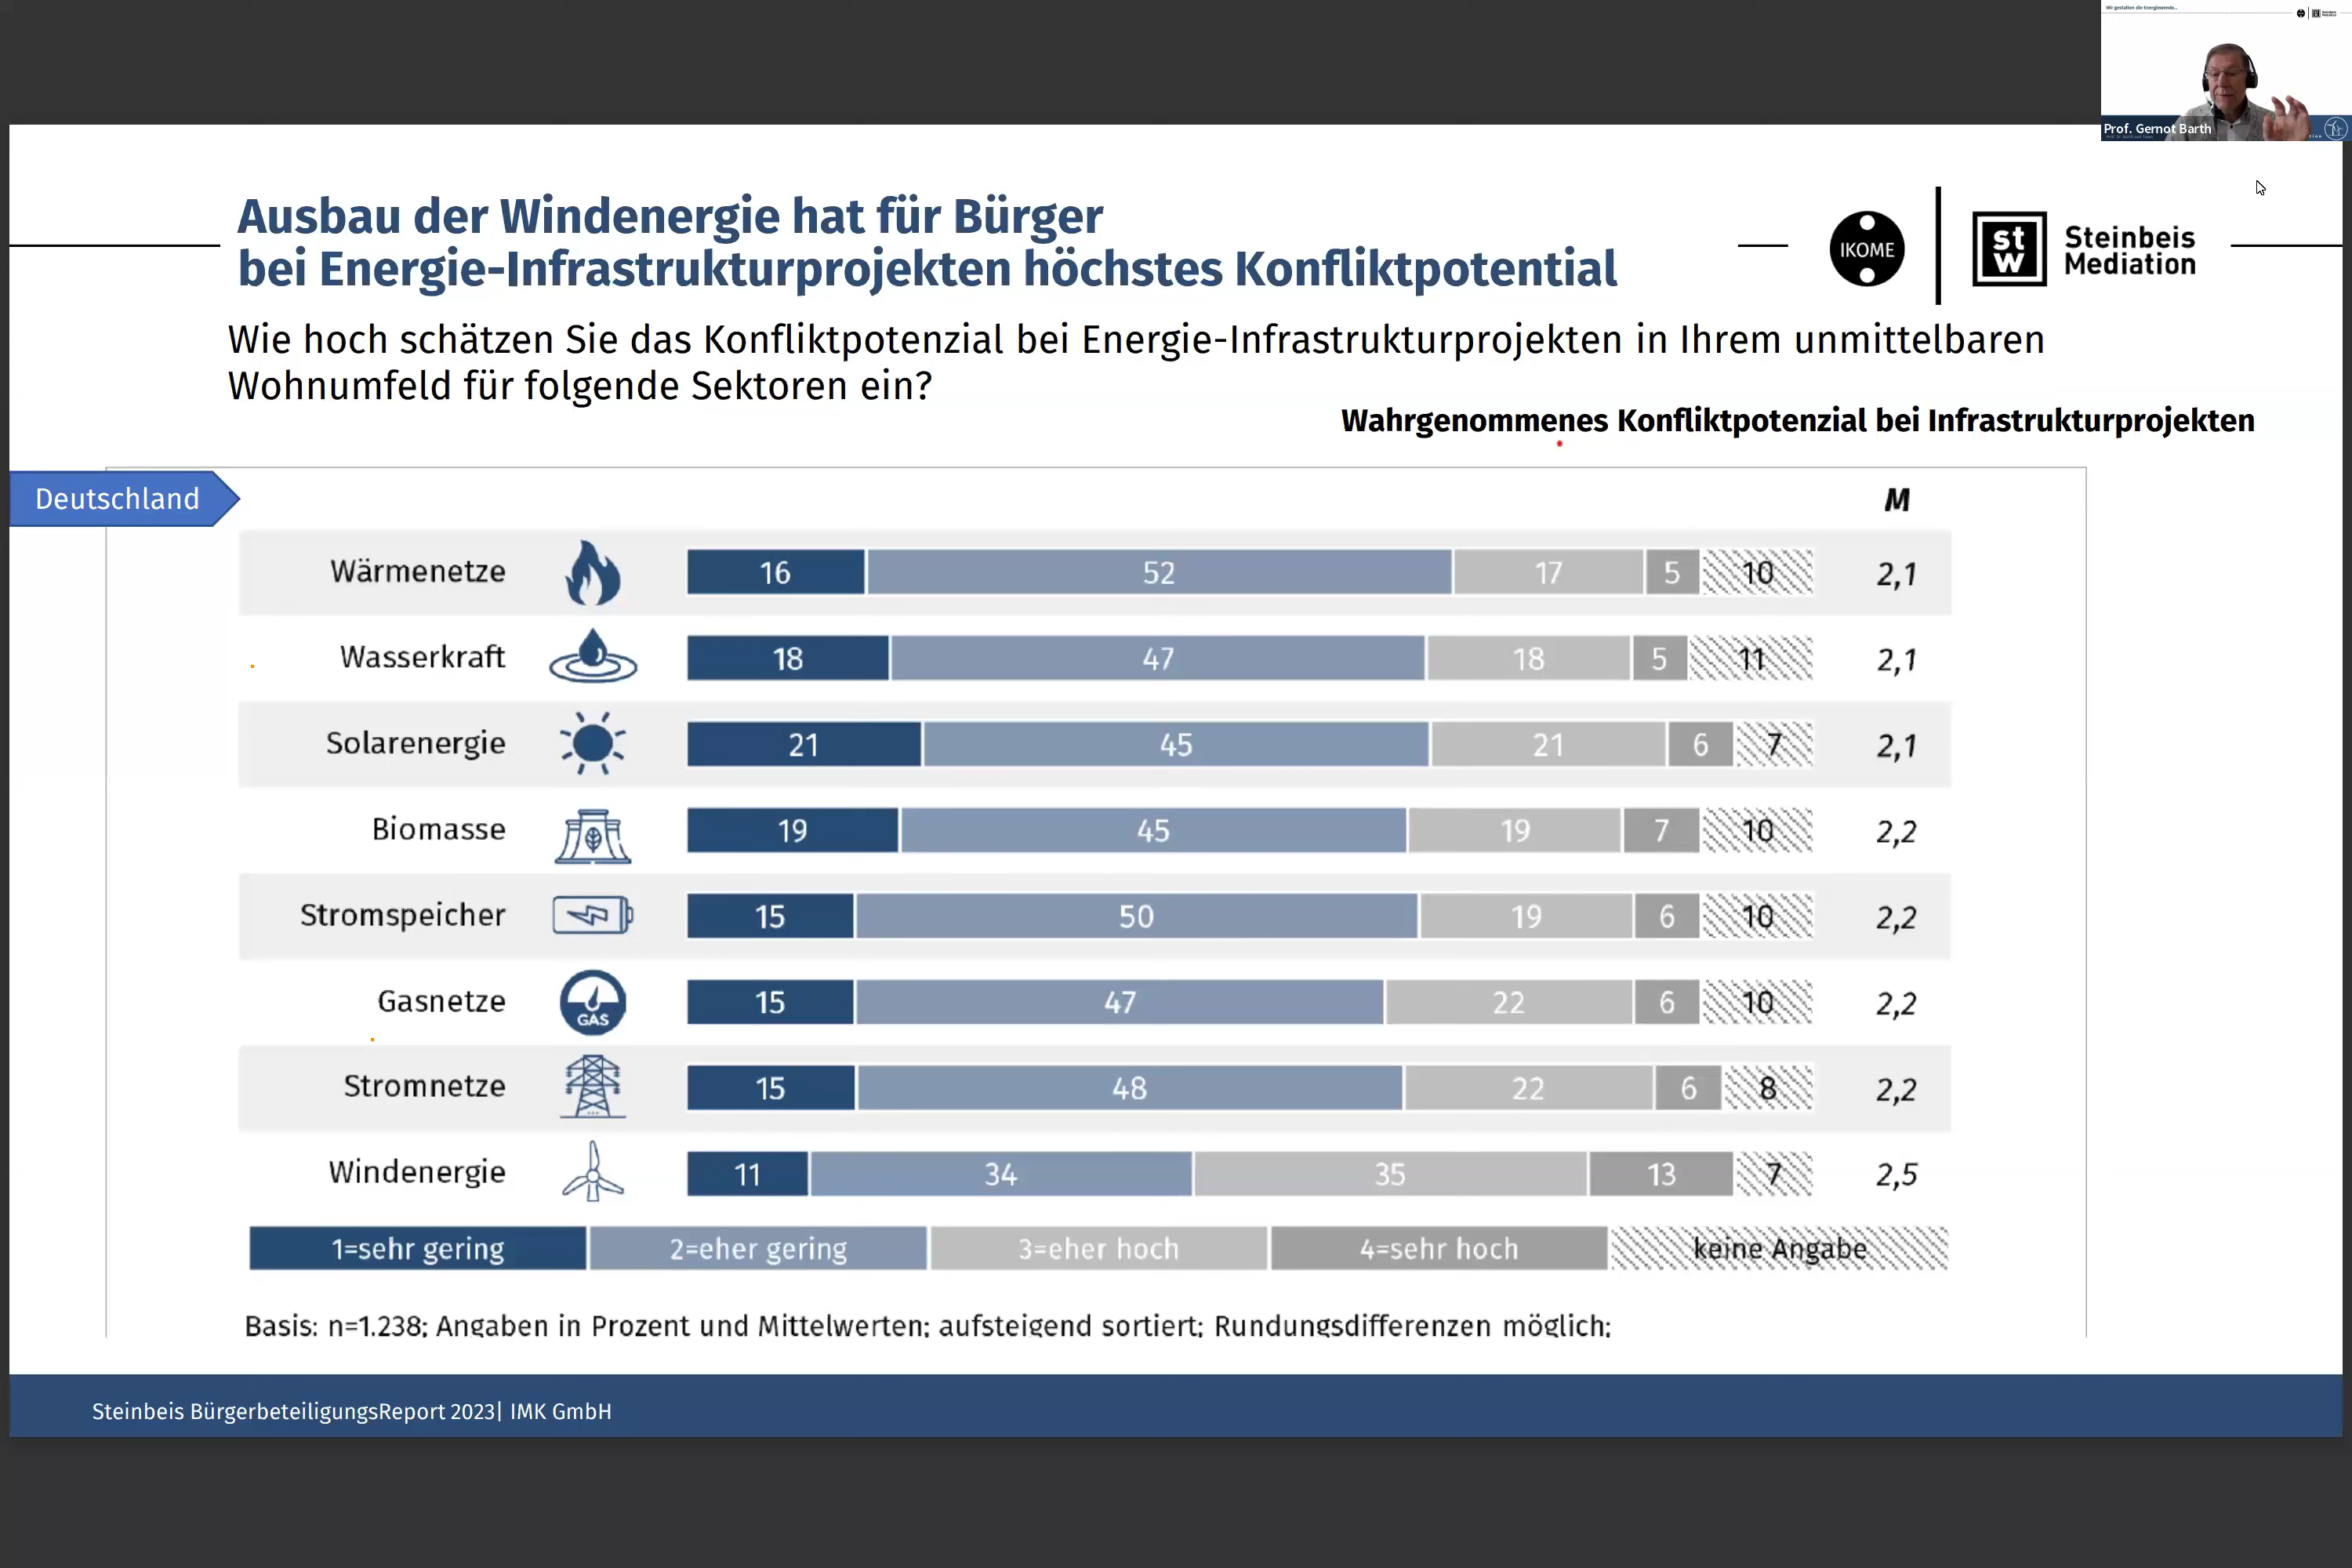 Wir gestalten die Energiewende...
Prof. Gernot Barth
Ausbau der Windenergie hat für Bürger
bei Energie-Infrastrukturprojekten höchstes Konfliktpotential
IKOME
st
w
Steinbeis
Mediation
Wie hoch schätzen Sie das Konfliktpotenzial bei Energie-Infrastrukturprojekten in Ihrem unmittelbaren
Wohnumfeld für folgende Sektoren ein?
Wahrgenommenes Konfliktpotenzial bei Infrastrukturprojekten
Deutschland
M
Wärmenetze 16 52 17 5 10 2,1
Wasserkraft 18 47 18 5 11 2,1
Solarenergie 21 45 21 6 7 2,1
Biomasse 19 45 19 7 10 2,2
Stromspeicher 15 50 19 6 10 2,2
Gasnetze GAS 15 47 22 6 10 2,2
Stromnetze 15 48 22 6 8 2,2
Windenergie 11 34 35 13 7 2,5
1=sehr gering 2=eher gering 3=eher hoch 4=sehr hoch keine Angabe
Basis: n=1.238; Angaben in Prozent und Mittelwerten; aufsteigend sortiert; Rundungsdifferenzen möglich;
Steinbeis BürgerbeteiligungsReport 2023| IMK GmbH